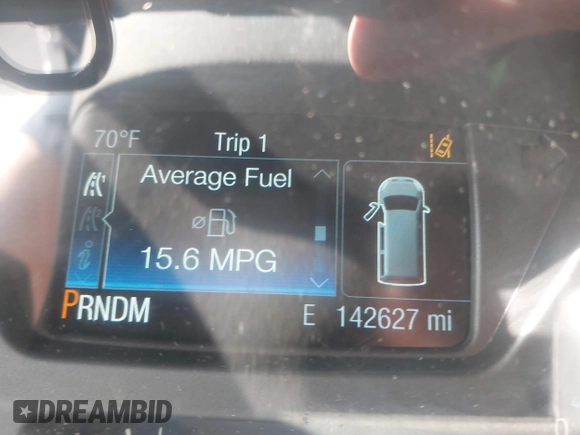 70°F Trip 1
Average Fuel
15.6 MPG
PRNDM E 142627 mi
DREAMBID